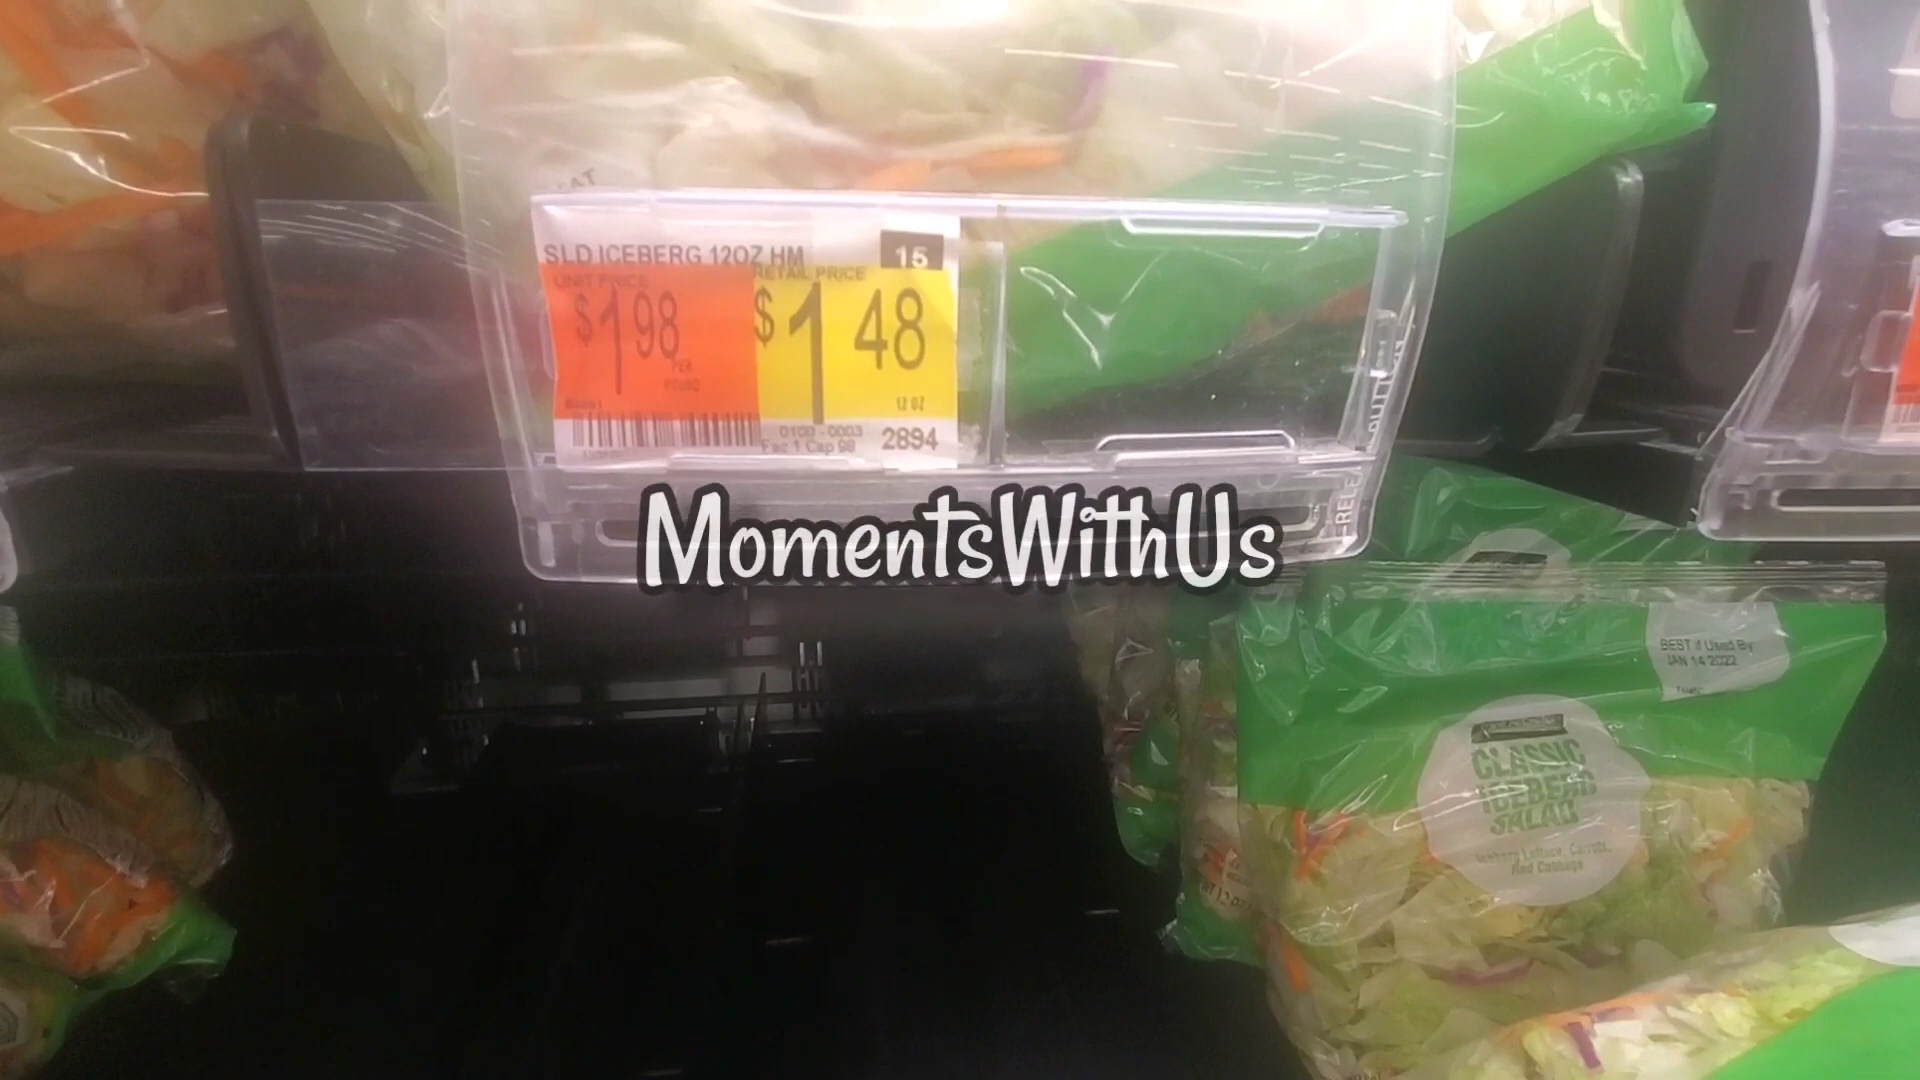 SLD ICEBERG 12OZ HM
15
UNIT PRICE
RETAIL PRICE
$1 98
PER
POUND
$1 48
12 OZ
0100-0003
Fac 1 Cap 98
2894
MomentsWithUs
BEST if Used By
JAN 14 2022
CLASSIC
ICEBERG
SALAD
Iceberg Lettuce, Carrots,
Red Cabbage